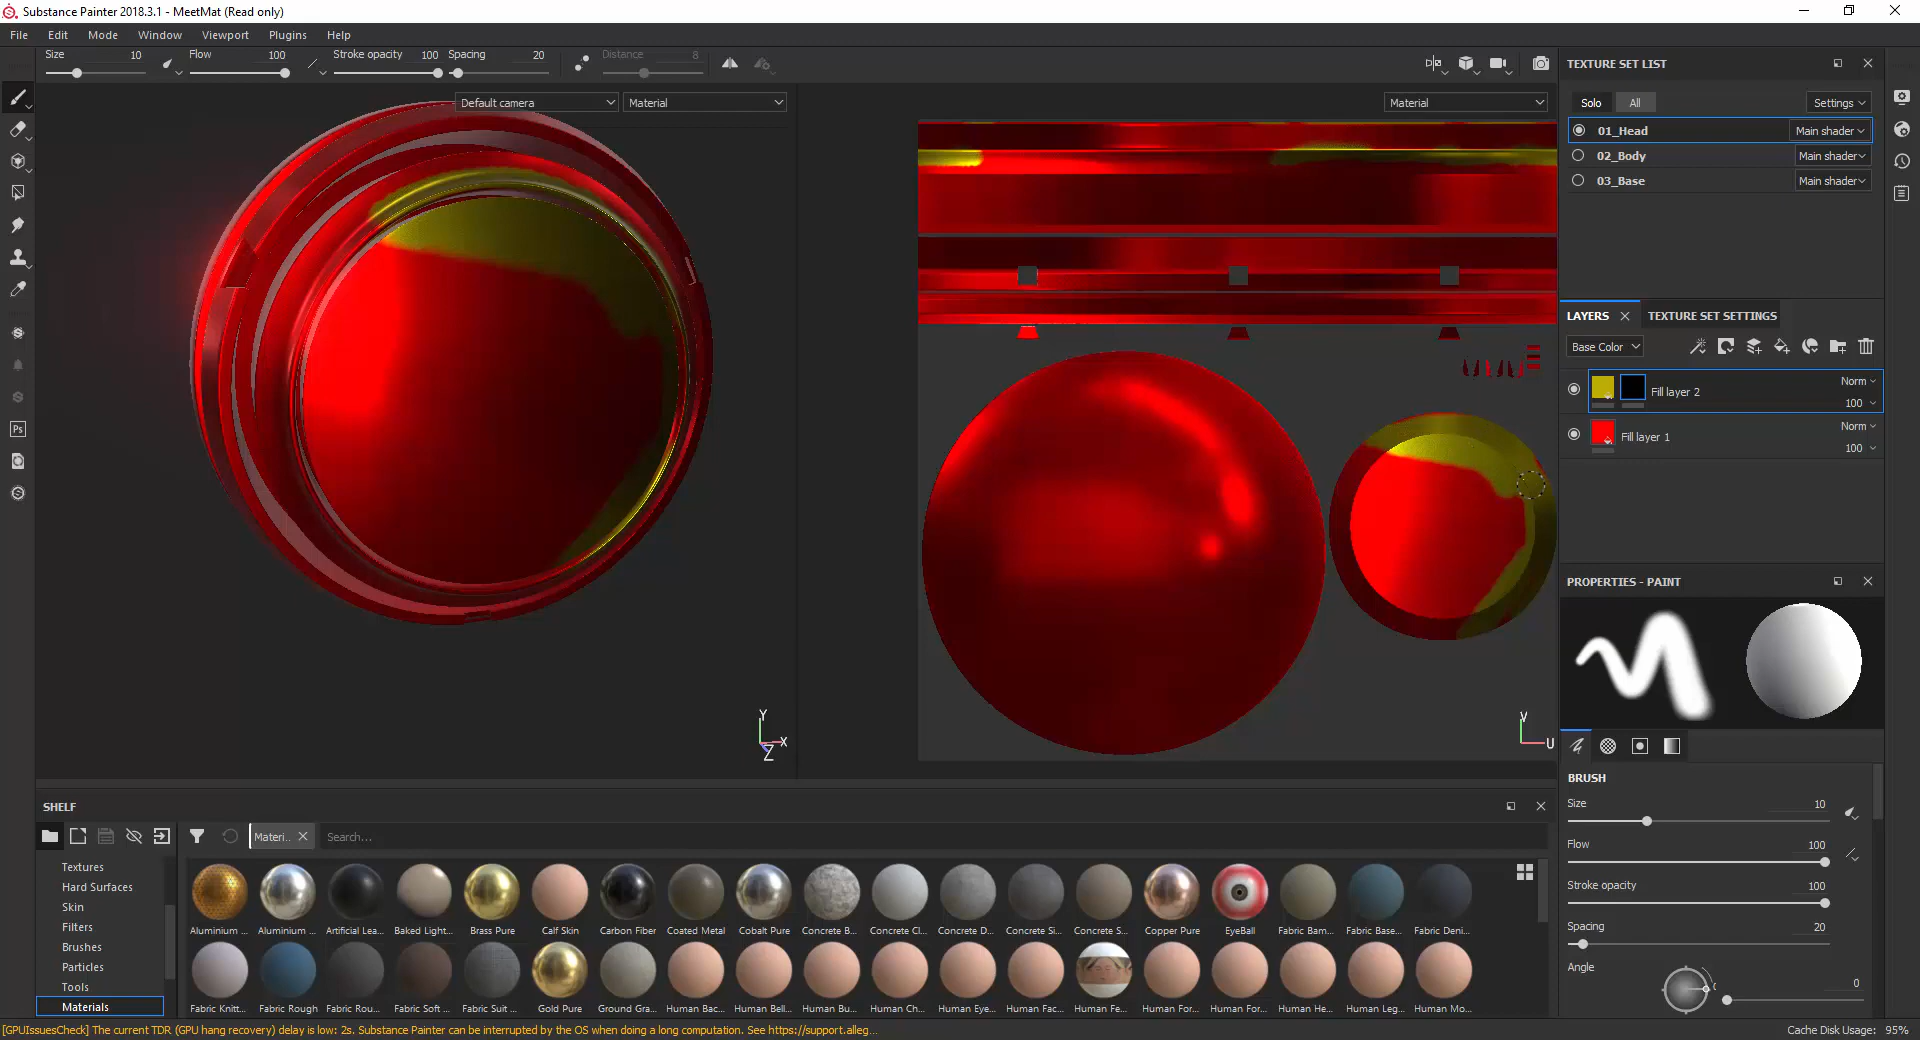 Substance Painter 2018.3.1 - MeetMat (Read only)
File Edit Mode Window Viewport Plugins Help
Size 10 Flow 100 Stroke opacity 100 Spacing 20 Distance 8
Default camera Material Material
TEXTURE SET LIST
Solo All Settings
01_Head Main shader
02_Body Main shader
03_Base Main shader
LAYERS TEXTURE SET SETTINGS
Base Color
Fill layer 2 Norm
100
Fill layer 1 Norm
100
PROPERTIES - PAINT
Y
X
Z
V
U
Ps
BRUSH
Size 10
Flow 100
Stroke opacity 100
Spacing 20
Angle 0
SHELF
Materi... Search...
Textures
Hard Surfaces
Skin
Filters
Brushes
Particles
Tools
Materials
Aluminium ... Aluminium ... Artificial Lea... Baked Light... Brass Pure Calf Skin Carbon Fiber Coated Metal Cobalt Pure Concrete B... Concrete Cl... Concrete D... Concrete Si... Concrete S... Copper Pure EyeBall Fabric Bam... Fabric Base... Fabric Deni...
Fabric Knitt... Fabric Rough Fabric Rou... Fabric Soft ... Fabric Suit ... Gold Pure Ground Gra... Human Bac... Human Bell... Human Bu... Human Ch... Human Eye... Human Fac... Human Fe... Human For... Human For... Human He... Human Leg... Human Mo...
[GPUIssuesCheck] The current TDR (GPU hang recovery) delay is low: 2s. Substance Painter can be interrupted by the OS when doing a long computation. See https://support.alleg...
Cache Disk Usage: 95%